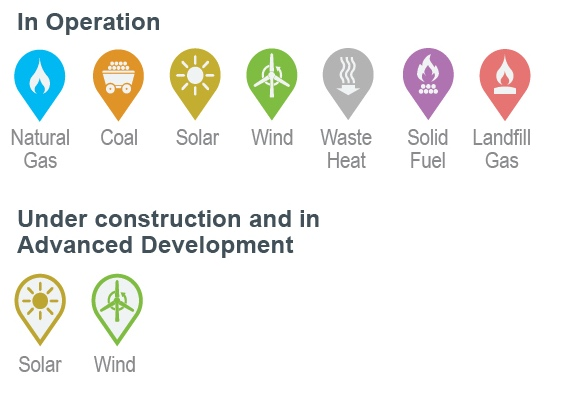 In Operation
Natural Gas
Coal
Solar
Wind
Waste Heat
Solid Fuel
Landfill Gas
Under construction and in
Advanced Development
Solar
Wind